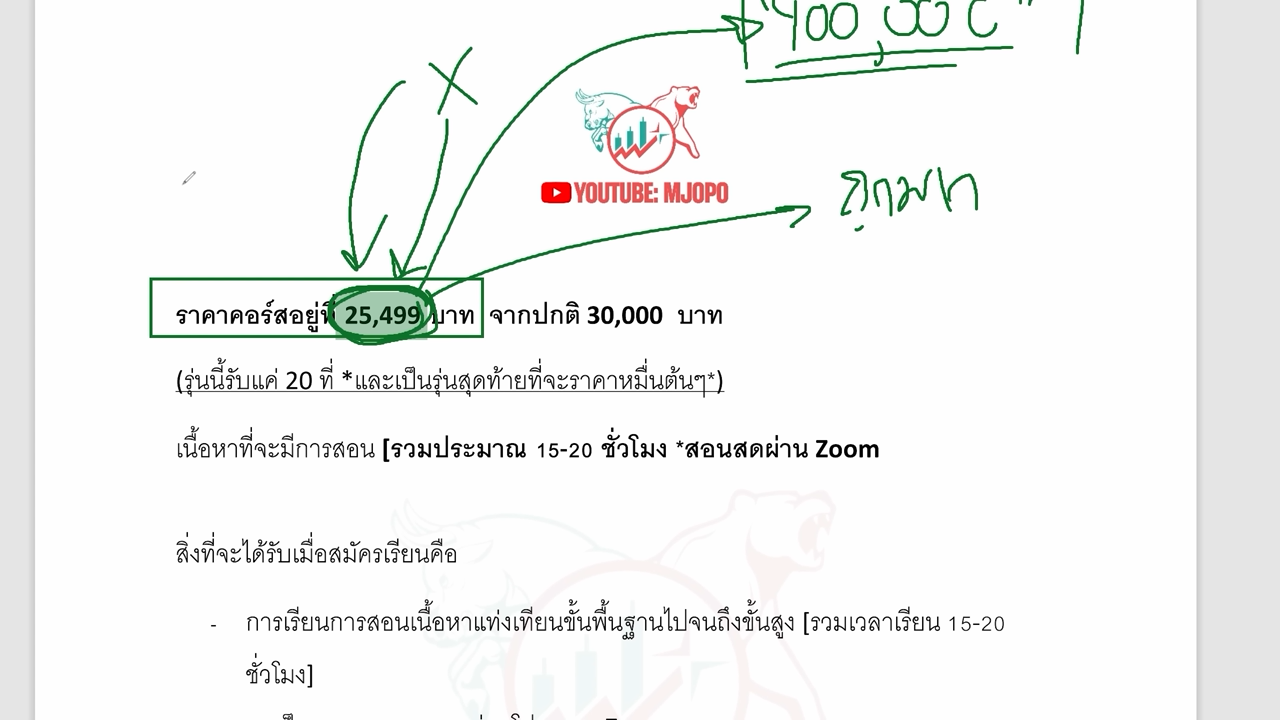 YOUTUBE: MJOPO
ถูกมาก
ราคาคอร์สอยู่ที่ 25,499 บาท จากปกติ 30,000 บาท
(รุ่นนี้รับแค่ 20 ที่ *และเป็นรุ่นสุดท้ายที่จะราคาหมื่นต้นๆ*)
เนื้อหาที่จะมีการสอน [รวมประมาณ 15-20 ชั่วโมง *สอนสดผ่าน Zoom
สิ่งที่จะได้รับเมื่อสมัครเรียนคือ
- การเรียนการสอนเนื้อหาแท่งเทียนขั้นพื้นฐานไปจนถึงขั้นสูง [รวมเวลาเรียน 15-20
ชั่วโมง]